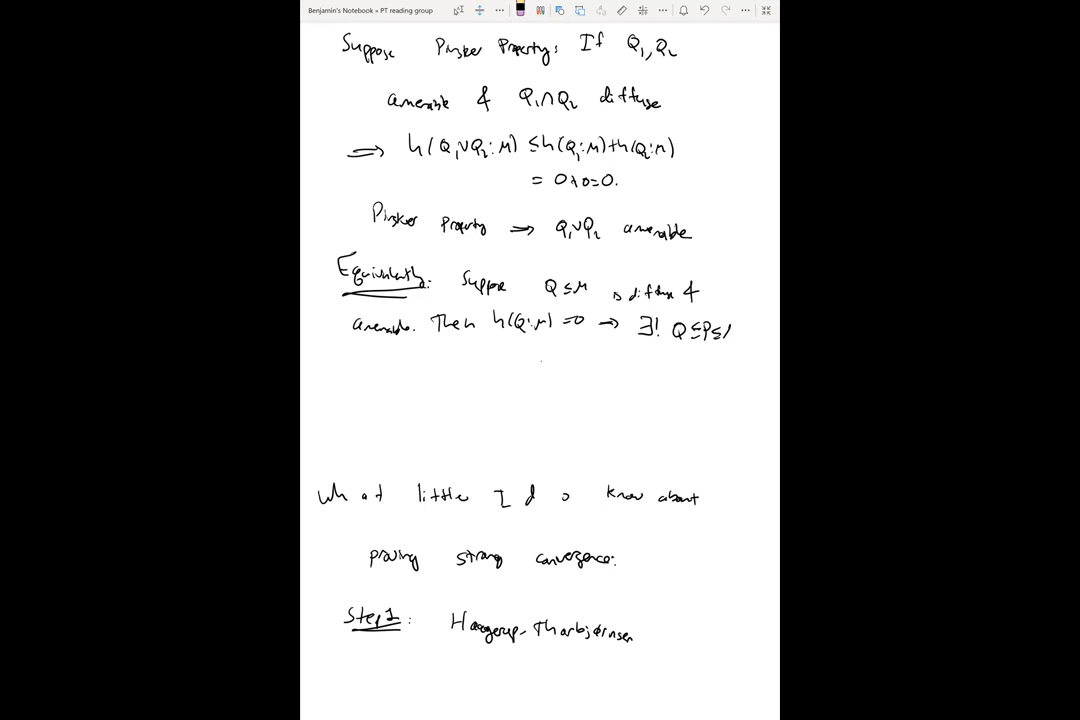 Benjamin's Notebook » PT reading group
Suppose Pinsker Property: If Q₁, Q₂
amenable & Q₁∩Q₂ diffuse
⟹ h(Q₁∨Q₂:M) ≤ h(Q₁:M)+h(Q₂:M)
= 0+0=0.
Pinsker Property ⟹ Q₁∨Q₂ amenable
Equivalently: Suppose Q≤M is diffuse &
amenable. Then h(Q:M)=0 → ∃! Q≤P≤
What little I do know about
proving strong convergence:
Step 1: Haagerup-Thorbjørnsen